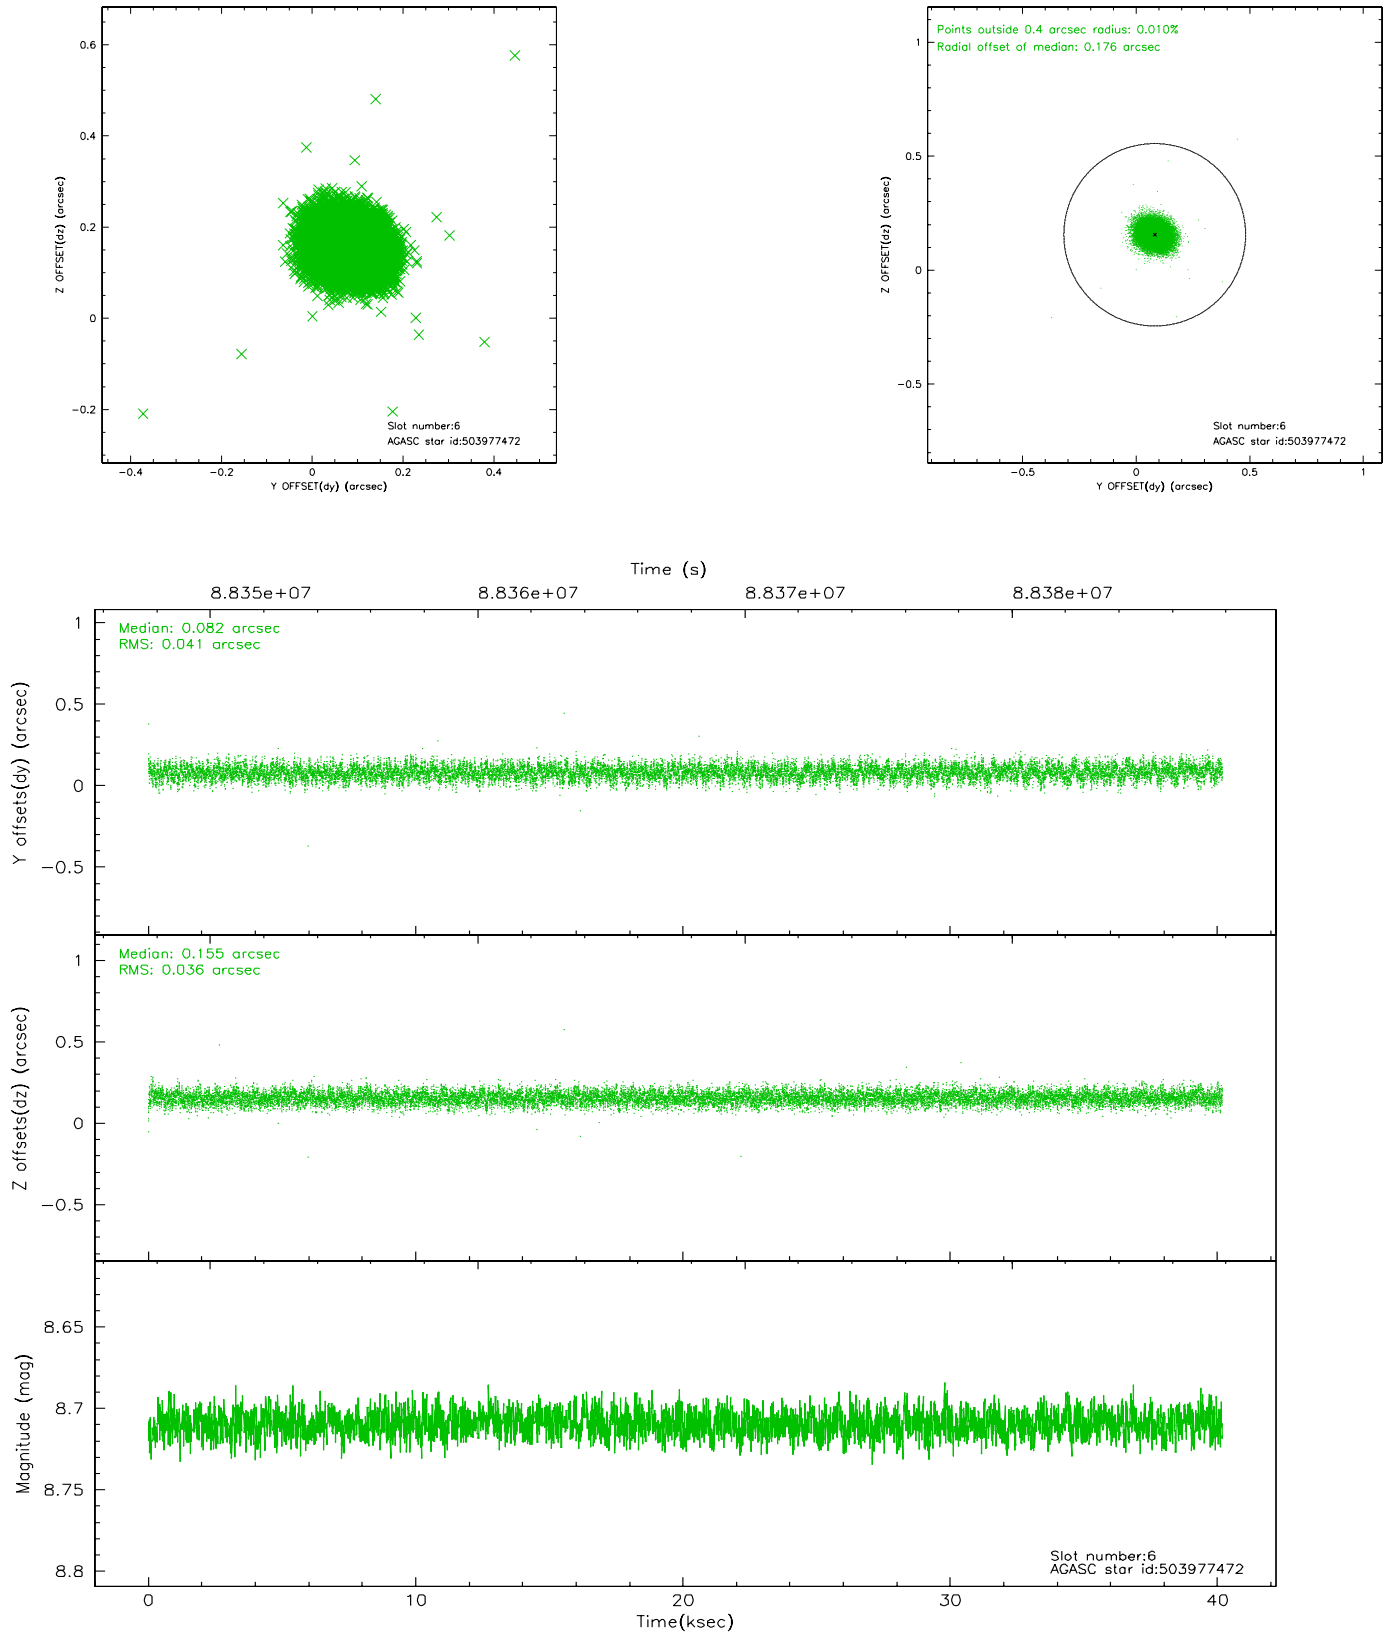 0.6
0.4
0.2
0
-0.2
Z OFFSET(dz) (arcsec)
Slot number:6
AGASC star id:503977472
-0.4
-0.2
0
0.2
0.4
Y OFFSET(dy) (arcsec)
Points outside 0.4 arcsec radius: 0.010%
Radial offset of median: 0.176 arcsec
1
0.5
0
-0.5
Z OFFSET(dz) (arcsec)
Slot number:6
AGASC star id:503977472
-0.5
0
0.5
1
Y OFFSET(dy) (arcsec)
Time (s)
8.835e+07
8.836e+07
8.837e+07
8.838e+07
Median: 0.082 arcsec
RMS: 0.041 arcsec
1
0.5
0
-0.5
Y offsets(dy) (arcsec)
Median: 0.155 arcsec
RMS: 0.036 arcsec
1
0.5
0
-0.5
Z offsets(dz) (arcsec)
8.65
8.7
8.75
8.8
Magnitude (mag)
Slot number:6
AGASC star id:503977472
0
10
20
30
40
Time(ksec)